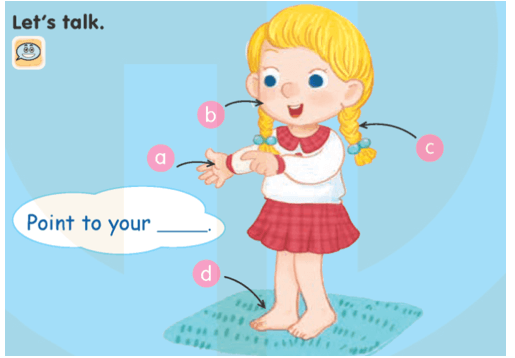 Let's talk.
b
c
a
Point to your _____.
d